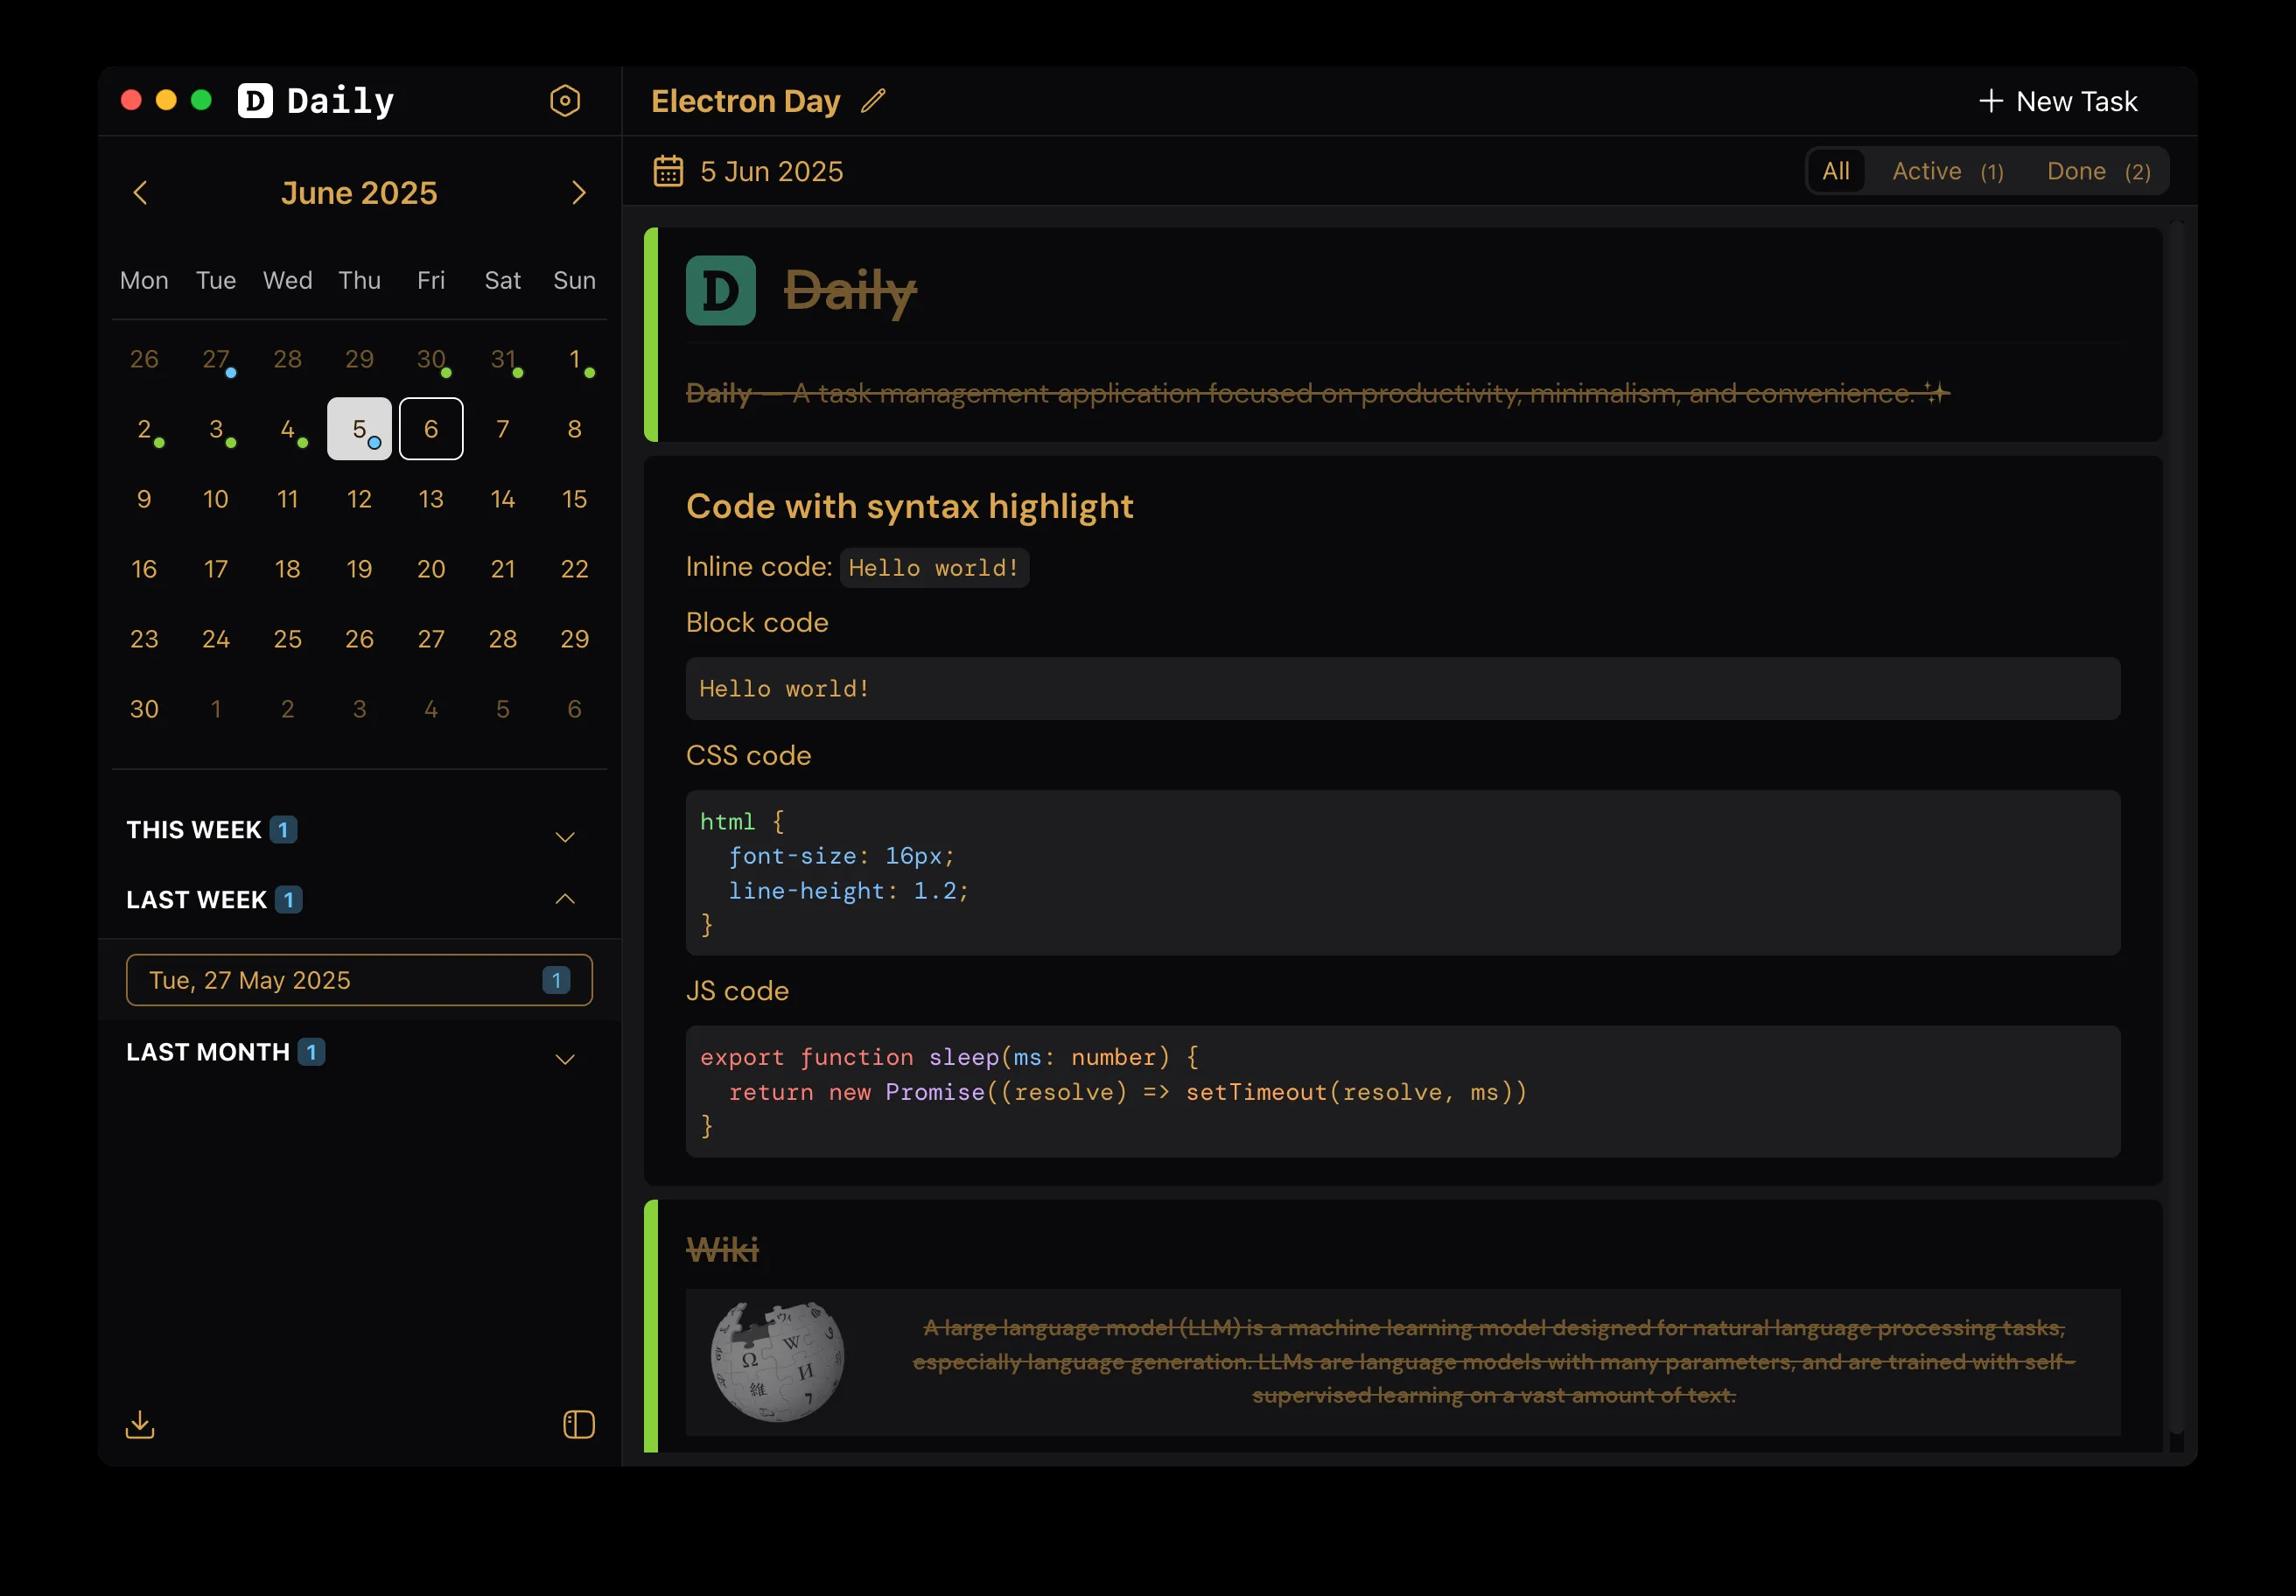 D Daily
June 2025
Mon Tue Wed Thu Fri Sat Sun
26 27 28 29 30 31 1
2 3 4 5 6 7 8
9 10 11 12 13 14 15
16 17 18 19 20 21 22
23 24 25 26 27 28 29
30 1 2 3 4 5 6
THIS WEEK 1
LAST WEEK 1
Tue, 27 May 2025 1
LAST MONTH 1
Electron Day
+ New Task
5 Jun 2025
All Active (1) Done (2)
D Daily
Daily — A task management application focused on productivity, minimalism, and convenience. ✨
Code with syntax highlight
Inline code: Hello world!
Block code
Hello world!
CSS code
html {
  font-size: 16px;
  line-height: 1.2;
}
JS code
export function sleep(ms: number) {
  return new Promise((resolve) => setTimeout(resolve, ms))
}
Wiki
Ω W И 維
A large language model (LLM) is a machine learning model designed for natural language processing tasks,
especially language generation. LLMs are language models with many parameters, and are trained with self-
supervised learning on a vast amount of text.